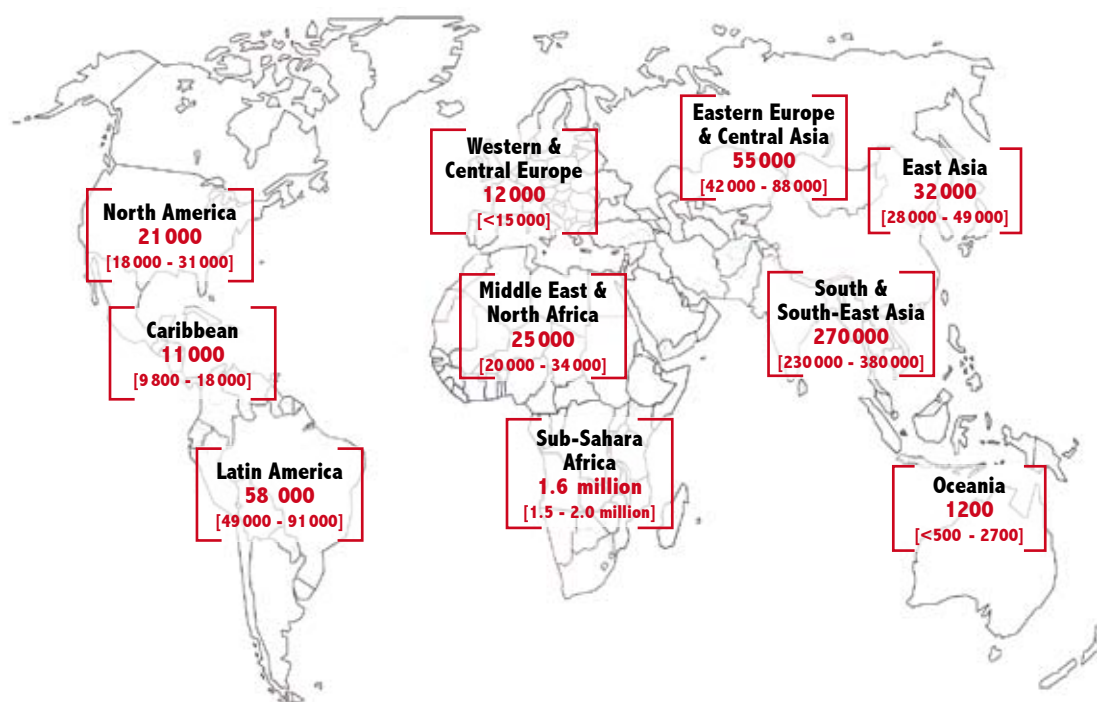 North America
21 000
[18 000 - 31 000]
Caribbean
11 000
[9 800 - 18 000]
Latin America
58 000
[49 000 - 91 000]
Western &
Central Europe
12 000
[<15 000]
Middle East &
North Africa
25 000
[20 000 - 34 000]
Sub-Sahara
Africa
1.6 million
[1.5 - 2.0 million]
Eastern Europe
& Central Asia
55 000
[42 000 - 88 000]
East Asia
32 000
[28 000 - 49 000]
South &
South-East Asia
270 000
[230 000 - 380 000]
Oceania
1200
[<500 - 2700]